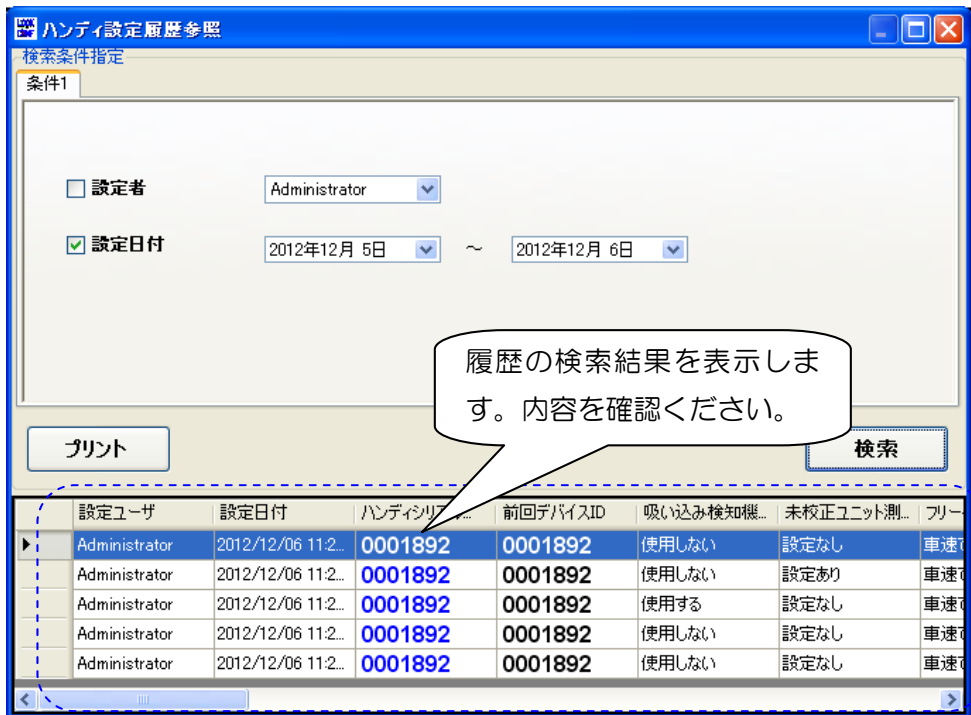 ハンディ設定履歴参照
検索条件指定
条件1
設定者 Administrator
設定日付 2012年12月 5日 ～ 2012年12月 6日
履歴の検索結果を表示しま
す。内容を確認ください。
プリント 検索
設定ユーザ 設定日付 ハンディシリアル... 前回デバイスID 吸い込み検知機... 未校正ユニット測... フリー
Administrator 2012/12/06 11:2... 0001892 0001892 使用しない 設定なし 車速で
Administrator 2012/12/06 11:2... 0001892 0001892 使用しない 設定あり 車速で
Administrator 2012/12/06 11:2... 0001892 0001892 使用する 設定なし 車速で
Administrator 2012/12/06 11:2... 0001892 0001892 使用しない 設定なし 車速で
Administrator 2012/12/06 11:2... 0001892 0001892 使用しない 設定なし 車速で